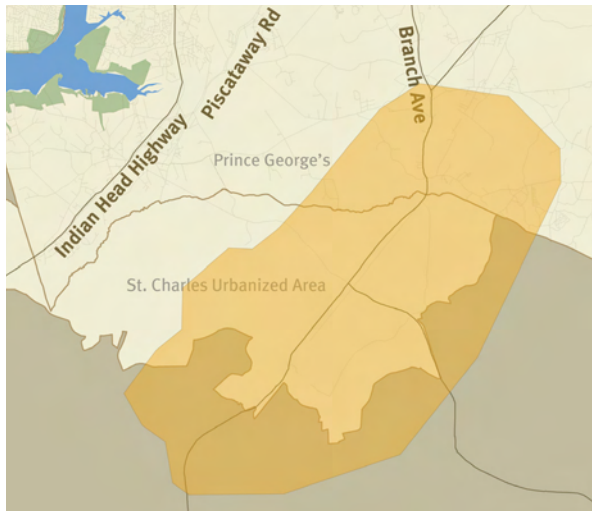 Piscataway Rd
Branch Ave
Prince George's
Indian Head Highway
St. Charles Urbanized Area